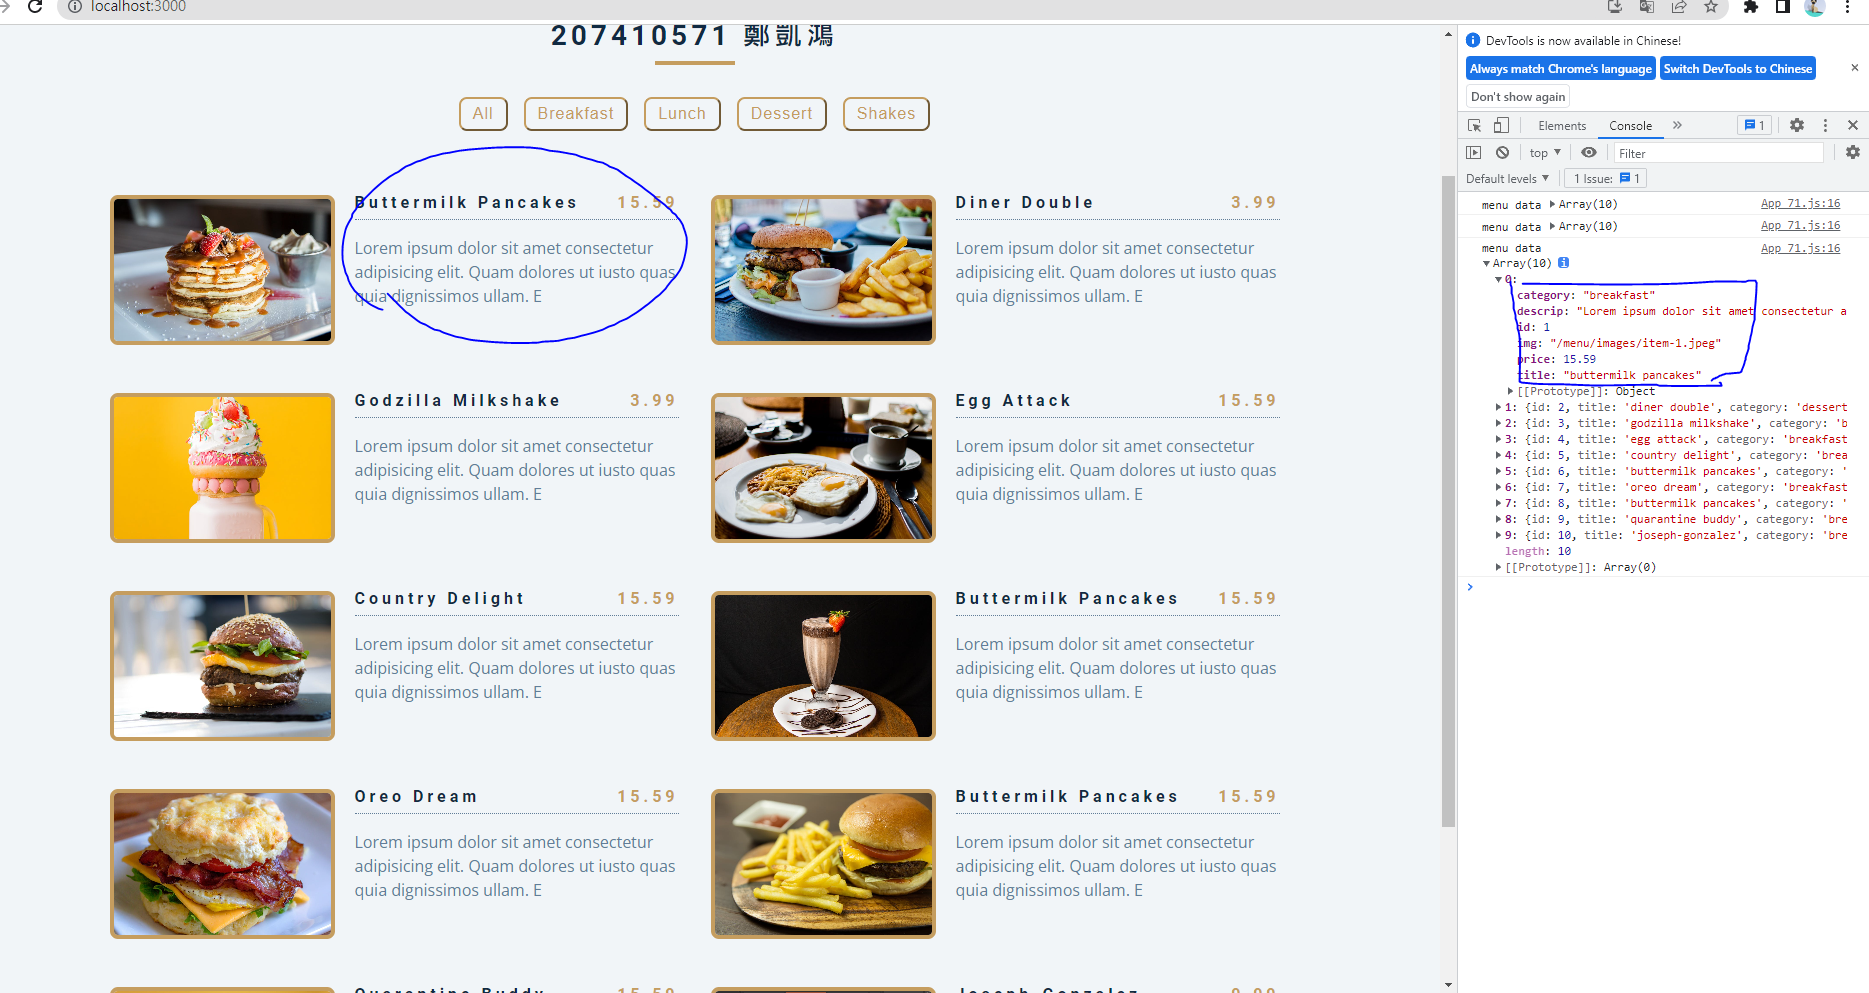 localhost:3000
207410571 鄭凱鴻
All Breakfast Lunch Dessert Shakes
Buttermilk Pancakes 15.59
Lorem ipsum dolor sit amet consectetur
adipisicing elit. Quam dolores ut iusto quas
quia dignissimos ullam. E
Diner Double 3.99
Lorem ipsum dolor sit amet consectetur
adipisicing elit. Quam dolores ut iusto quas
quia dignissimos ullam. E
Godzilla Milkshake 3.99
Lorem ipsum dolor sit amet consectetur
adipisicing elit. Quam dolores ut iusto quas
quia dignissimos ullam. E
Egg Attack 15.59
Lorem ipsum dolor sit amet consectetur
adipisicing elit. Quam dolores ut iusto quas
quia dignissimos ullam. E
Country Delight 15.59
Lorem ipsum dolor sit amet consectetur
adipisicing elit. Quam dolores ut iusto quas
quia dignissimos ullam. E
Buttermilk Pancakes 15.59
Lorem ipsum dolor sit amet consectetur
adipisicing elit. Quam dolores ut iusto quas
quia dignissimos ullam. E
Oreo Dream 15.59
Lorem ipsum dolor sit amet consectetur
adipisicing elit. Quam dolores ut iusto quas
quia dignissimos ullam. E
Buttermilk Pancakes 15.59
Lorem ipsum dolor sit amet consectetur
adipisicing elit. Quam dolores ut iusto quas
quia dignissimos ullam. E
Quarantine Buddy 15.59
Joseph-Gonzalez
DevTools is now available in Chinese!
Always match Chrome's language Switch DevTools to Chinese
Don't show again
Elements Console 1
top Filter
Default levels 1 Issue: 1
menu data Array(10) App 71.js:16
menu data Array(10) App 71.js:16
menu data App 71.js:16
Array(10)
0:
category: "breakfast"
descrip: "Lorem ipsum dolor sit amet consectetur a
id: 1
img: "/menu/images/item-1.jpeg"
price: 15.59
title: "buttermilk pancakes"
[[Prototype]]: Object
1: {id: 2, title: 'diner double', category: 'dessert
2: {id: 3, title: 'godzilla milkshake', category: 'b
3: {id: 4, title: 'egg attack', category: 'breakfast
4: {id: 5, title: 'country delight', category: 'brea
5: {id: 6, title: 'buttermilk pancakes', category: '
6: {id: 7, title: 'oreo dream', category: 'breakfast
7: {id: 8, title: 'buttermilk pancakes', category: '
8: {id: 9, title: 'quarantine buddy', category: 'bre
9: {id: 10, title: 'joseph-gonzalez', category: 'bre
length: 10
[[Prototype]]: Array(0)